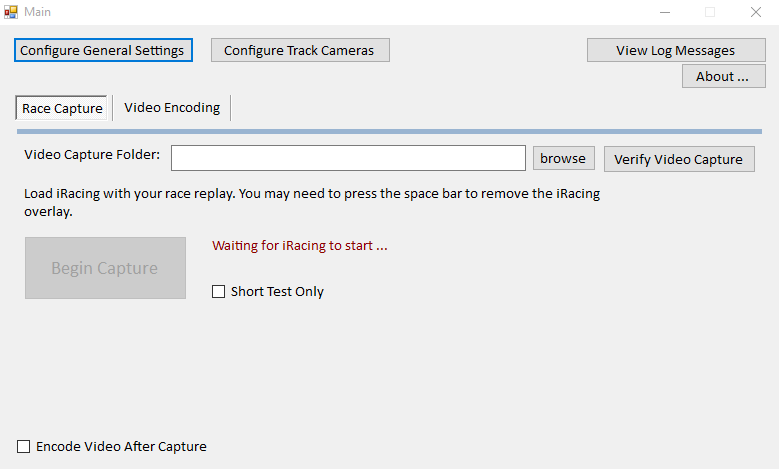 Main
Configure General Settings
Configure Track Cameras
View Log Messages
About ...
Race Capture
Video Encoding
Video Capture Folder:
browse
Verify Video Capture
Load iRacing with your race replay. You may need to press the space bar to remove the iRacing
overlay.
Begin Capture
Waiting for iRacing to start ...
Short Test Only
Encode Video After Capture